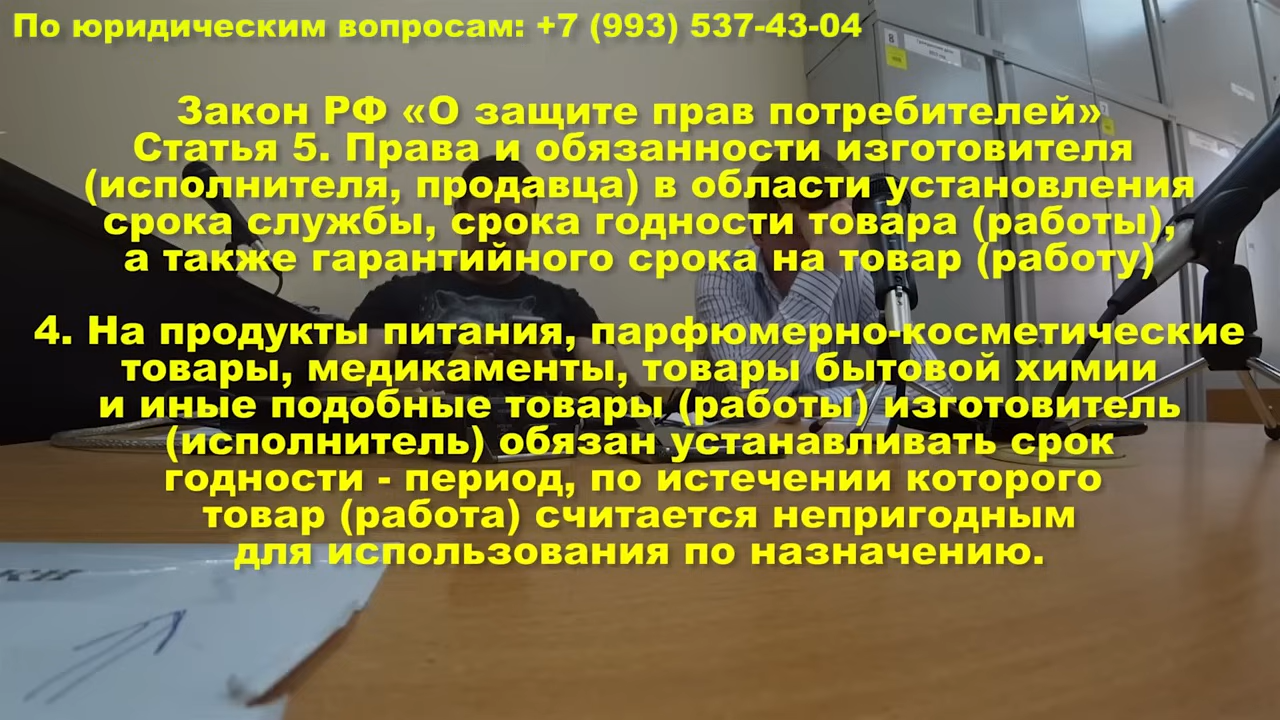 По юридическим вопросам: +7 (993) 537-43-04
Закон РФ «О защите прав потребителей»
Статья 5. Права и обязанности изготовителя
(исполнителя, продавца) в области установления
срока службы, срока годности товара (работы),
а также гарантийного срока на товар (работу)
4. На продукты питания, парфюмерно-косметические
товары, медикаменты, товары бытовой химии
и иные подобные товары (работы) изготовитель
(исполнитель) обязан устанавливать срок
годности - период, по истечении которого
товар (работа) считается непригодным
для использования по назначению.